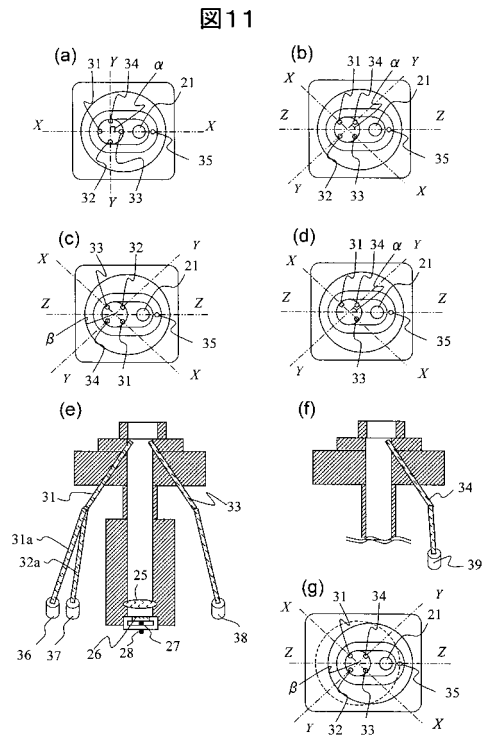 図11
(a)
31 Y 34 α 21
X X
32 Y 33 35
(b)
31 34 α Y 21
X
Z Z
Y 32 33 X 35
(c)
33 32 Y 21
X
Z Z
β
Y 34 31 X 35
(d)
31 34 α Y 21
X
Z Z
Y 33 X 35
(e)
31 33
31a
32a
25
36 37 26 28 27 38
(f)
34
39
(g)
31 34 Y 21
X
Z Z
β
Y 32 33 X 35